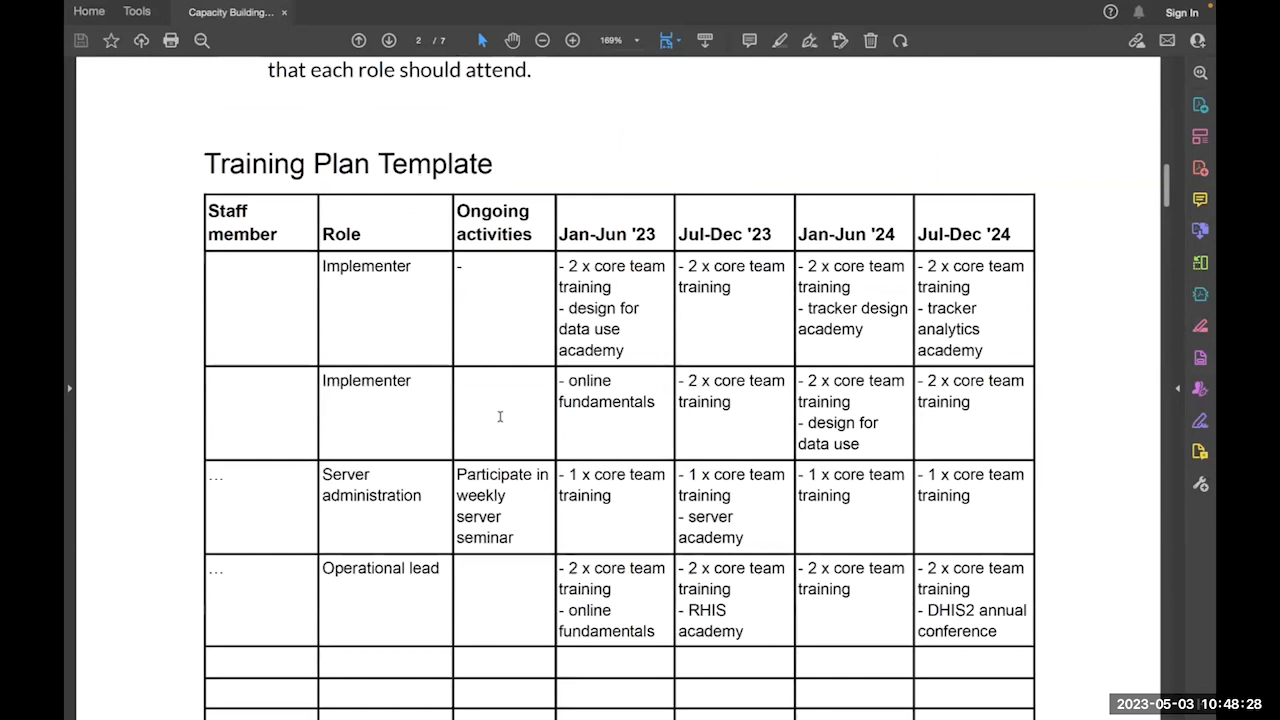 Home Tools Capacity Building... × Sign In
2 / 7 169%
that each role should attend.
Training Plan Template
Staff member Role Ongoing activities Jan-Jun '23 Jul-Dec '23 Jan-Jun '24 Jul-Dec '24
Implementer - - 2 x core team training - design for data use academy - 2 x core team training - 2 x core team training - tracker design academy - 2 x core team training - tracker analytics academy
Implementer - online fundamentals - 2 x core team training - 2 x core team training - design for data use - 2 x core team training
... Server administration Participate in weekly server seminar - 1 x core team training - 1 x core team training - server academy - 1 x core team training - 1 x core team training
... Operational lead - 2 x core team training - online fundamentals - 2 x core team training - RHIS academy - 2 x core team training - 2 x core team training - DHIS2 annual conference
2023-05-03 10:48:28